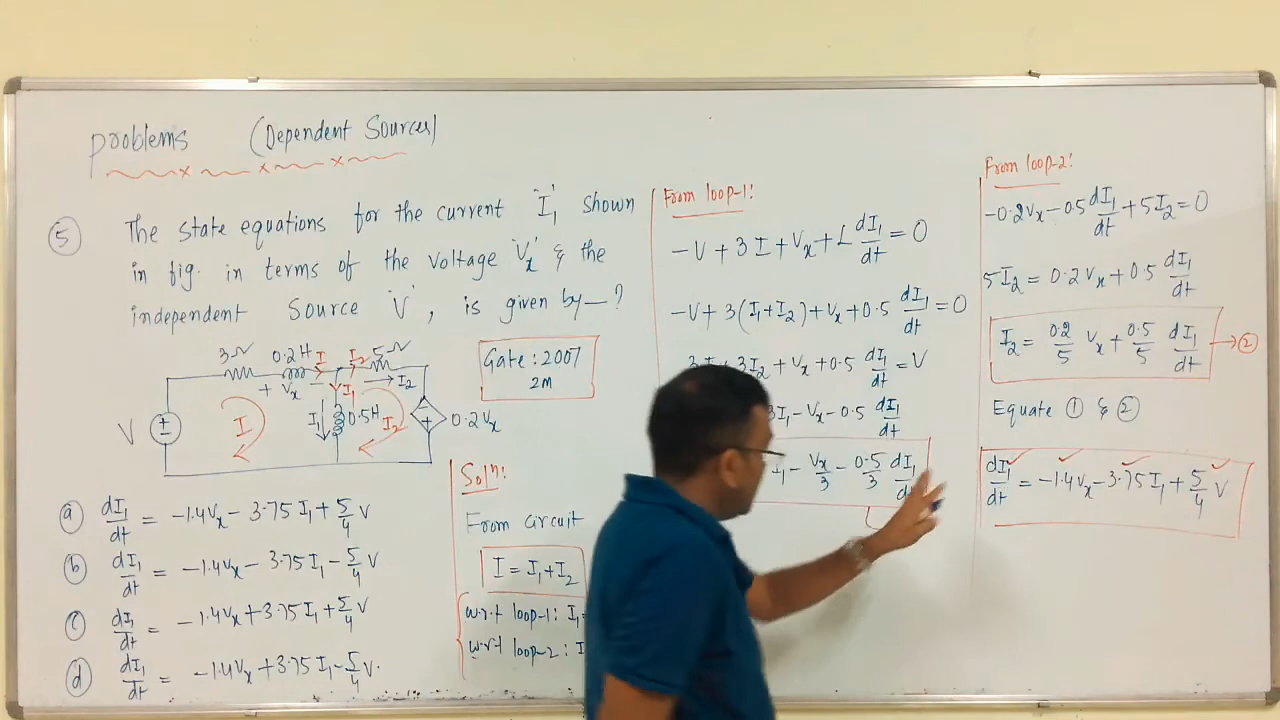 Problems (Dependent Sources)
5 The state equations for the current 'I₁' shown
in fig. in terms of the voltage 'Vx' & the
independent Source 'V', is given by — ?
3Ω 0.2H I I₂ 5Ω
+ Vx - I₁ → I₂
V ± I I₁↓ 0.5H I₂ - + 0.2Vx
Gate : 2007
2M
a dI₁/dt = -1.4Vx - 3.75 I₁ + 5/4 V
b dI₁/dt = -1.4Vx - 3.75 I₁ - 5/4 V
c dI₁/dt = -1.4Vx + 3.75 I₁ + 5/4 V
d dI₁/dt = -1.4Vx + 3.75 I₁ - 5/4 V.
Soln:
From circuit
I = I₁ + I₂
w.r.t loop-1 : I₁
w.r.t loop-2 : I
From loop-1:
-V + 3I + Vx + L dI₁/dt = 0
-V + 3(I₁+I₂) + Vx + 0.5 dI₁/dt = 0
3I₂ + Vx + 0.5 dI₁/dt = V
3I₁ - Vx - 0.5 dI₁/dt
- Vx/3 - 0.5/3 dI₁/dt
From loop-2:
-0.2Vx - 0.5 dI₁/dt + 5I₂ = 0
5I₂ = 0.2Vx + 0.5 dI₁/dt
I₂ = 0.2/5 Vx + 0.5/5 dI₁/dt → 2
Equate 1 & 2
dI₁/dt = -1.4Vx - 3.75 I₁ + 5/4 V